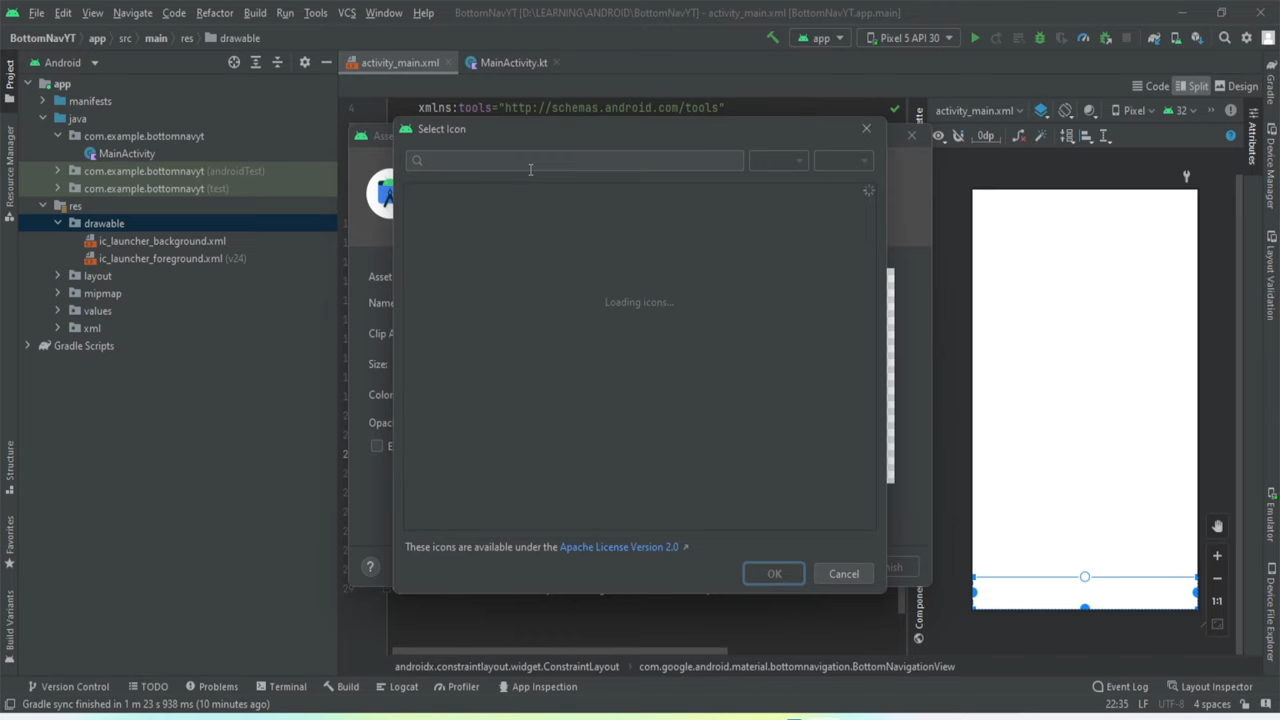 File Edit View Navigate Code Refactor Build Run Tools VCS Window Help BottomNavYT [D:\LEARNING\ANDROID\BottomNavYT] - activity_main.xml [BottomNavYT.app.main]
BottomNavYT app src main res drawable app Pixel 5 API 30
Android activity_main.xml MainActivity.kt
Project
Resource Manager
Structure
Favorites
Build Variants
app
manifests
java
com.example.bottomnavyt
MainActivity
com.example.bottomnavyt (androidTest)
com.example.bottomnavyt (test)
res
drawable
ic_launcher_background.xml
ic_launcher_foreground.xml (v24)
layout
mipmap
values
xml
Gradle Scripts
4 xmlns:tools="http://schemas.android.com/tools"
Code Split Design
activity_main.xml Pixel 32
0dp
Select Icon
Loading icons...
These icons are available under the Apache License Version 2.0
OK Cancel
Asset
Name
Clip A
Size:
Color
Opac
E
29
1:1
Gradle
Device Manager
Attributes
Layout Validation
Emulator
Device File Explorer
androidx.constraintlayout.widget.ConstraintLayout com.google.android.material.bottomnavigation.BottomNavigationView
Version Control TODO Problems Terminal Build Logcat Profiler App Inspection Event Log Layout Inspector
Gradle sync finished in 1 m 23 s 938 ms (10 minutes ago) 22:35 LF UTF-8 4 spaces